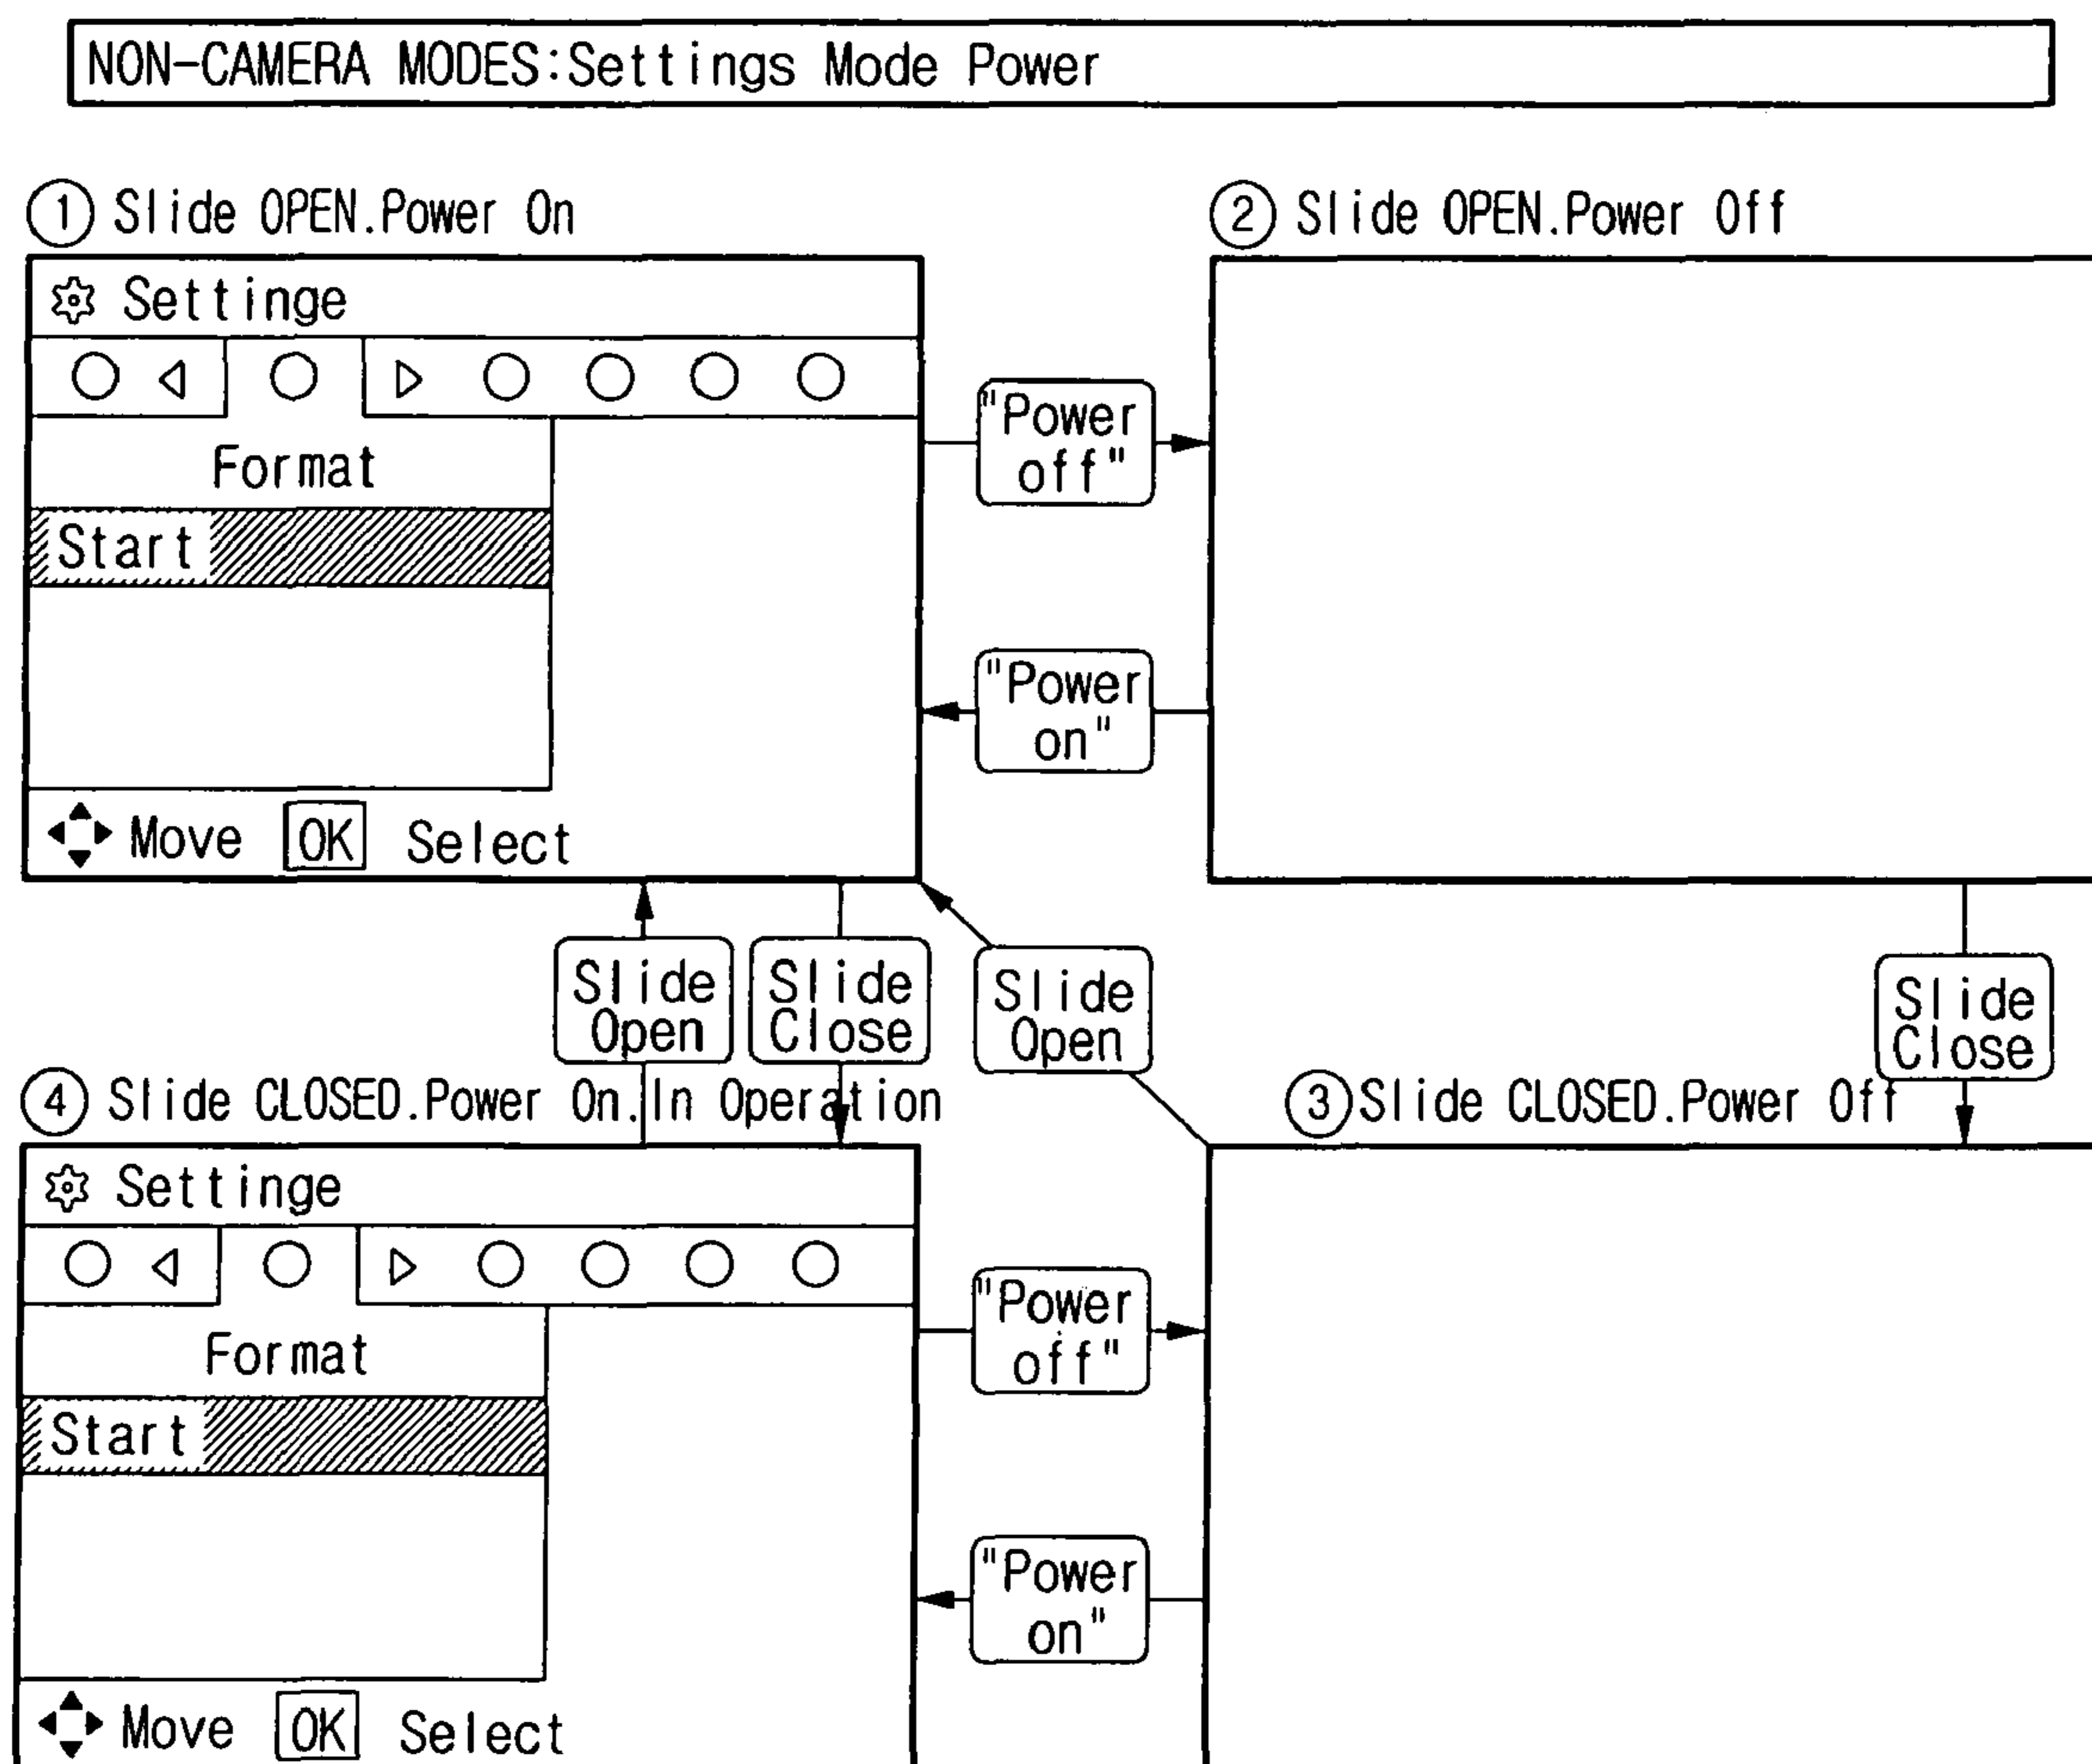 NON-CAMERA MODES:Settings Mode Power
① Slide OPEN.Power On
② Slide OPEN.Power Off
Settinge
Format
Start
Move OK Select
"Power
off"
"Power
on"
Slide
Open
Slide
Close
Slide
Open
Slide
Close
④ Slide CLOSED.Power On.In Operation
③ Slide CLOSED.Power Off
Settinge
Format
Start
Move OK Select
"Power
off"
"Power
on"